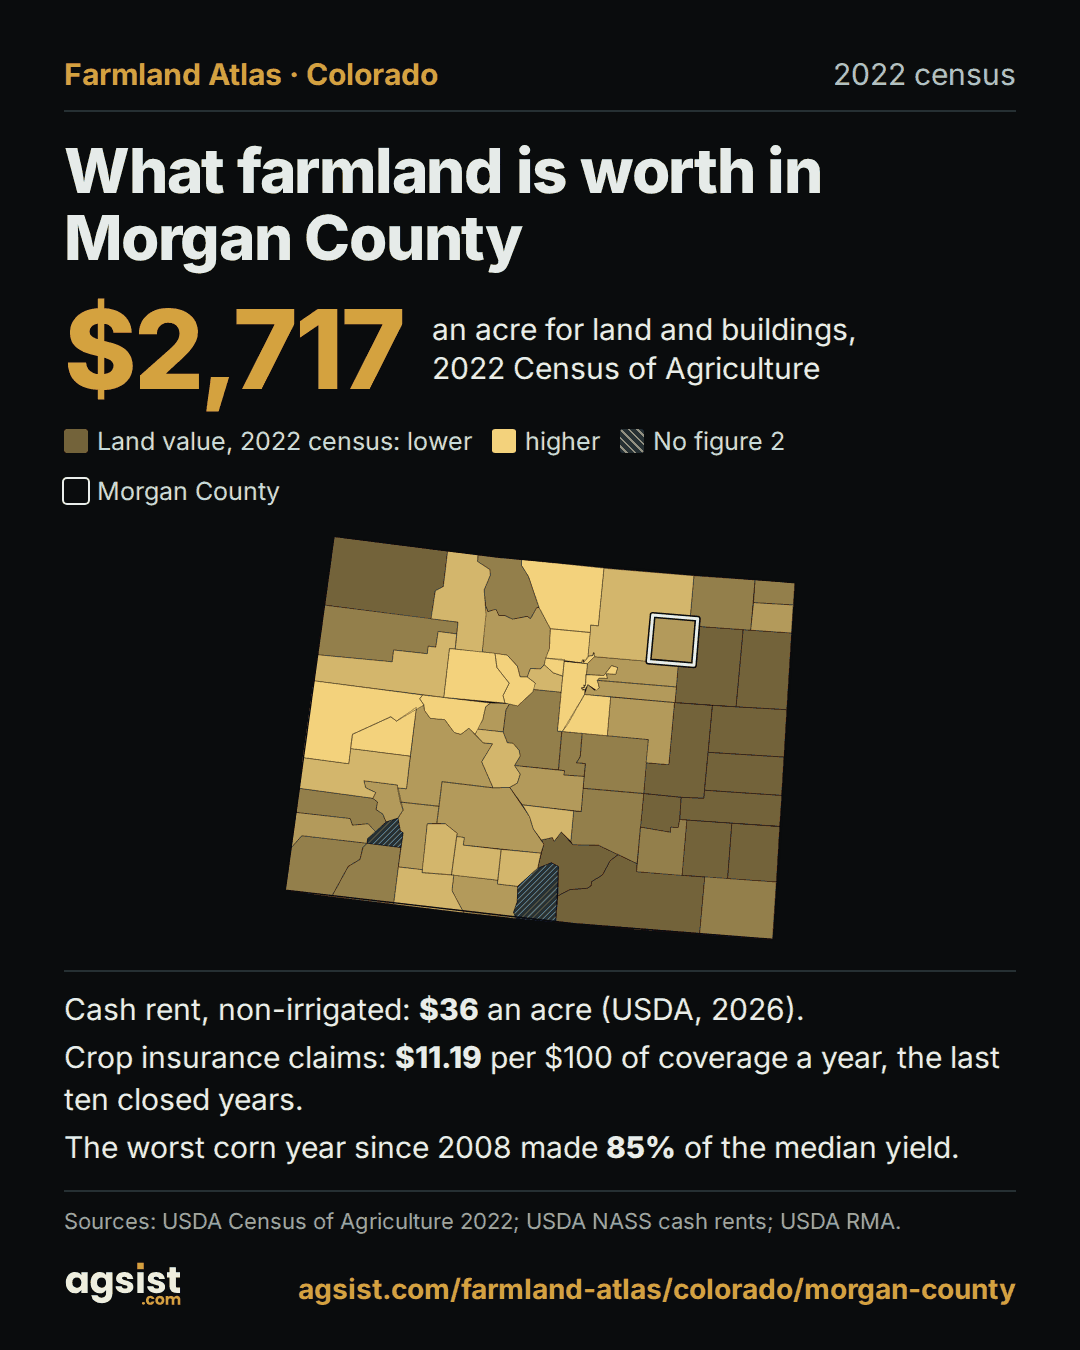 Farmland Atlas · Colorado
2022 census
What farmland is worth in
Morgan County
$2,717
an acre for land and buildings,
2022 Census of Agriculture
Land value, 2022 census: lower
higher
No figure 2
Morgan County
Cash rent, non-irrigated: $36 an acre (USDA, 2026).
Crop insurance claims: $11.19 per $100 of coverage a year, the last
ten closed years.
The worst corn year since 2008 made 85% of the median yield.
Sources: USDA Census of Agriculture 2022; USDA NASS cash rents; USDA RMA.
agsist
.com
agsist.com/farmland-atlas/colorado/morgan-county